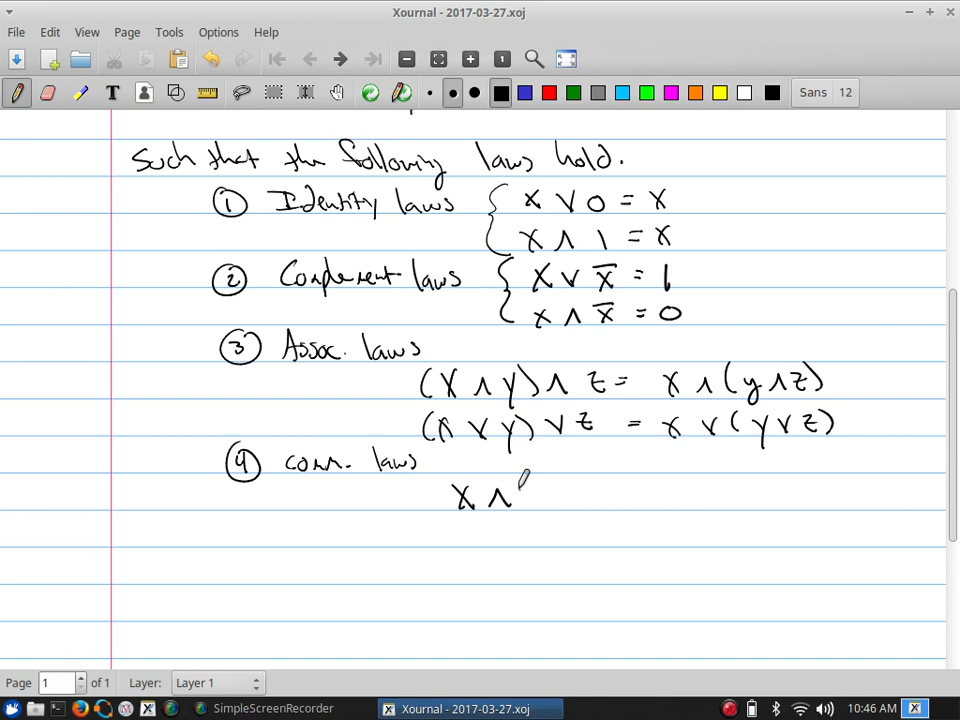 Xournal - 2017-03-27.xoj
File Edit View Page Tools Options Help
Sans 12
Such that the following laws hold.
① Identity laws { x ∨ 0 = x
x ∧ 1 = x
② Complement laws { x ∨ x̅ = 1
x ∧ x̅ = 0
③ Assoc. laws
(x ∧ y) ∧ z = x ∧ (y ∧ z)
(x ∨ y) ∨ z = x ∨ (y ∨ z)
④ comm. laws
x ∧
Page 1 of 1 Layer: Layer 1
SimpleScreenRecorder Xournal - 2017-03-27.xoj 10:46 AM